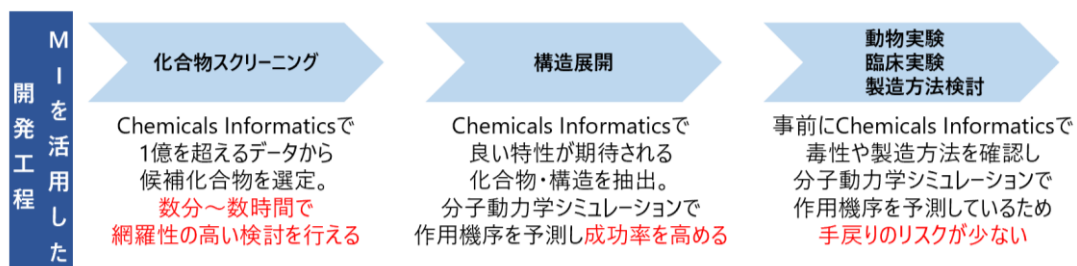 MIを活用した
開発工程
化合物スクリーニング
Chemicals Informaticsで
1億を超えるデータから
候補化合物を選定。
数分～数時間で
網羅性の高い検討を行える
構造展開
Chemicals Informaticsで
良い特性が期待される
化合物・構造を抽出。
分子動力学シミュレーションで
作用機序を予測し成功率を高める
動物実験
臨床実験
製造方法検討
事前にChemicals Informaticsで
毒性や製造方法を確認し
分子動力学シミュレーションで
作用機序を予測しているため
手戻りのリスクが少ない